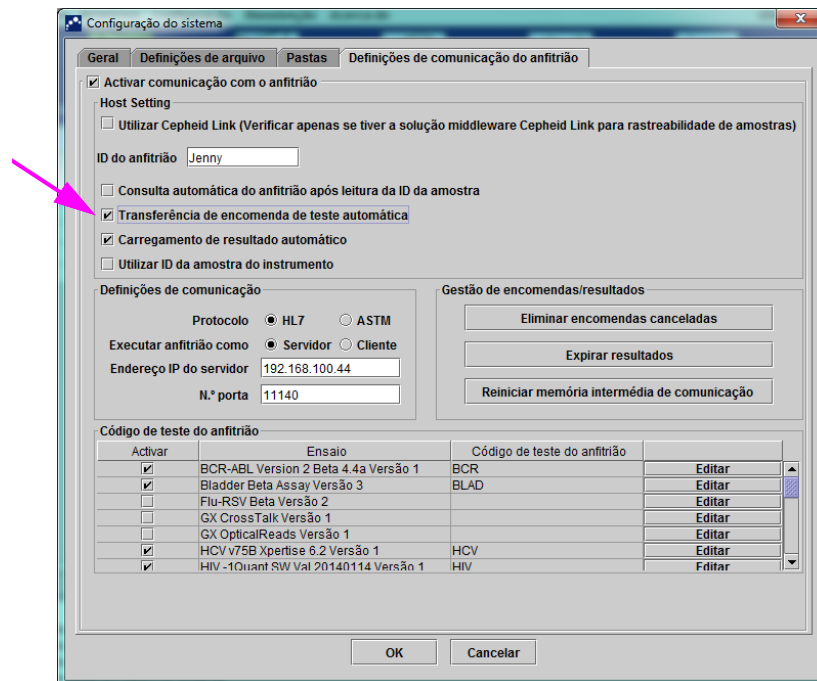 Configuração do sistema
Geral Definições de arquivo Pastas Definições de comunicação do anfitrião
Activar comunicação com o anfitrião
Host Setting
Utilizar Cepheid Link (Verificar apenas se tiver a solução middleware Cepheid Link para rastreabilidade de amostras)
ID do anfitrião Jenny
Consulta automática do anfitrião após leitura da ID da amostra
Transferência de encomenda de teste automática
Carregamento de resultado automático
Utilizar ID da amostra do instrumento
Definições de comunicação
Protocolo HL7 ASTM
Executar anfitrião como Servidor Cliente
Endereço IP do servidor 192.168.100.44
N.º porta 11140
Gestão de encomendas/resultados
Eliminar encomendas canceladas
Expirar resultados
Reiniciar memória intermédia de comunicação
Código de teste do anfitrião
Activar Ensaio Código de teste do anfitrião
BCR-ABL Version 2 Beta 4.4a Versão 1 BCR Editar
Bladder Beta Assay Versão 3 BLAD Editar
Flu-RSV Beta Versão 2 Editar
GX CrossTalk Versão 1 Editar
GX OpticalReads Versão 1 Editar
HCV v75B Xpertise 6.2 Versão 1 HCV Editar
HIV -1Quant SW Val 20140114 Versão 1 HIV Editar
OK Cancelar